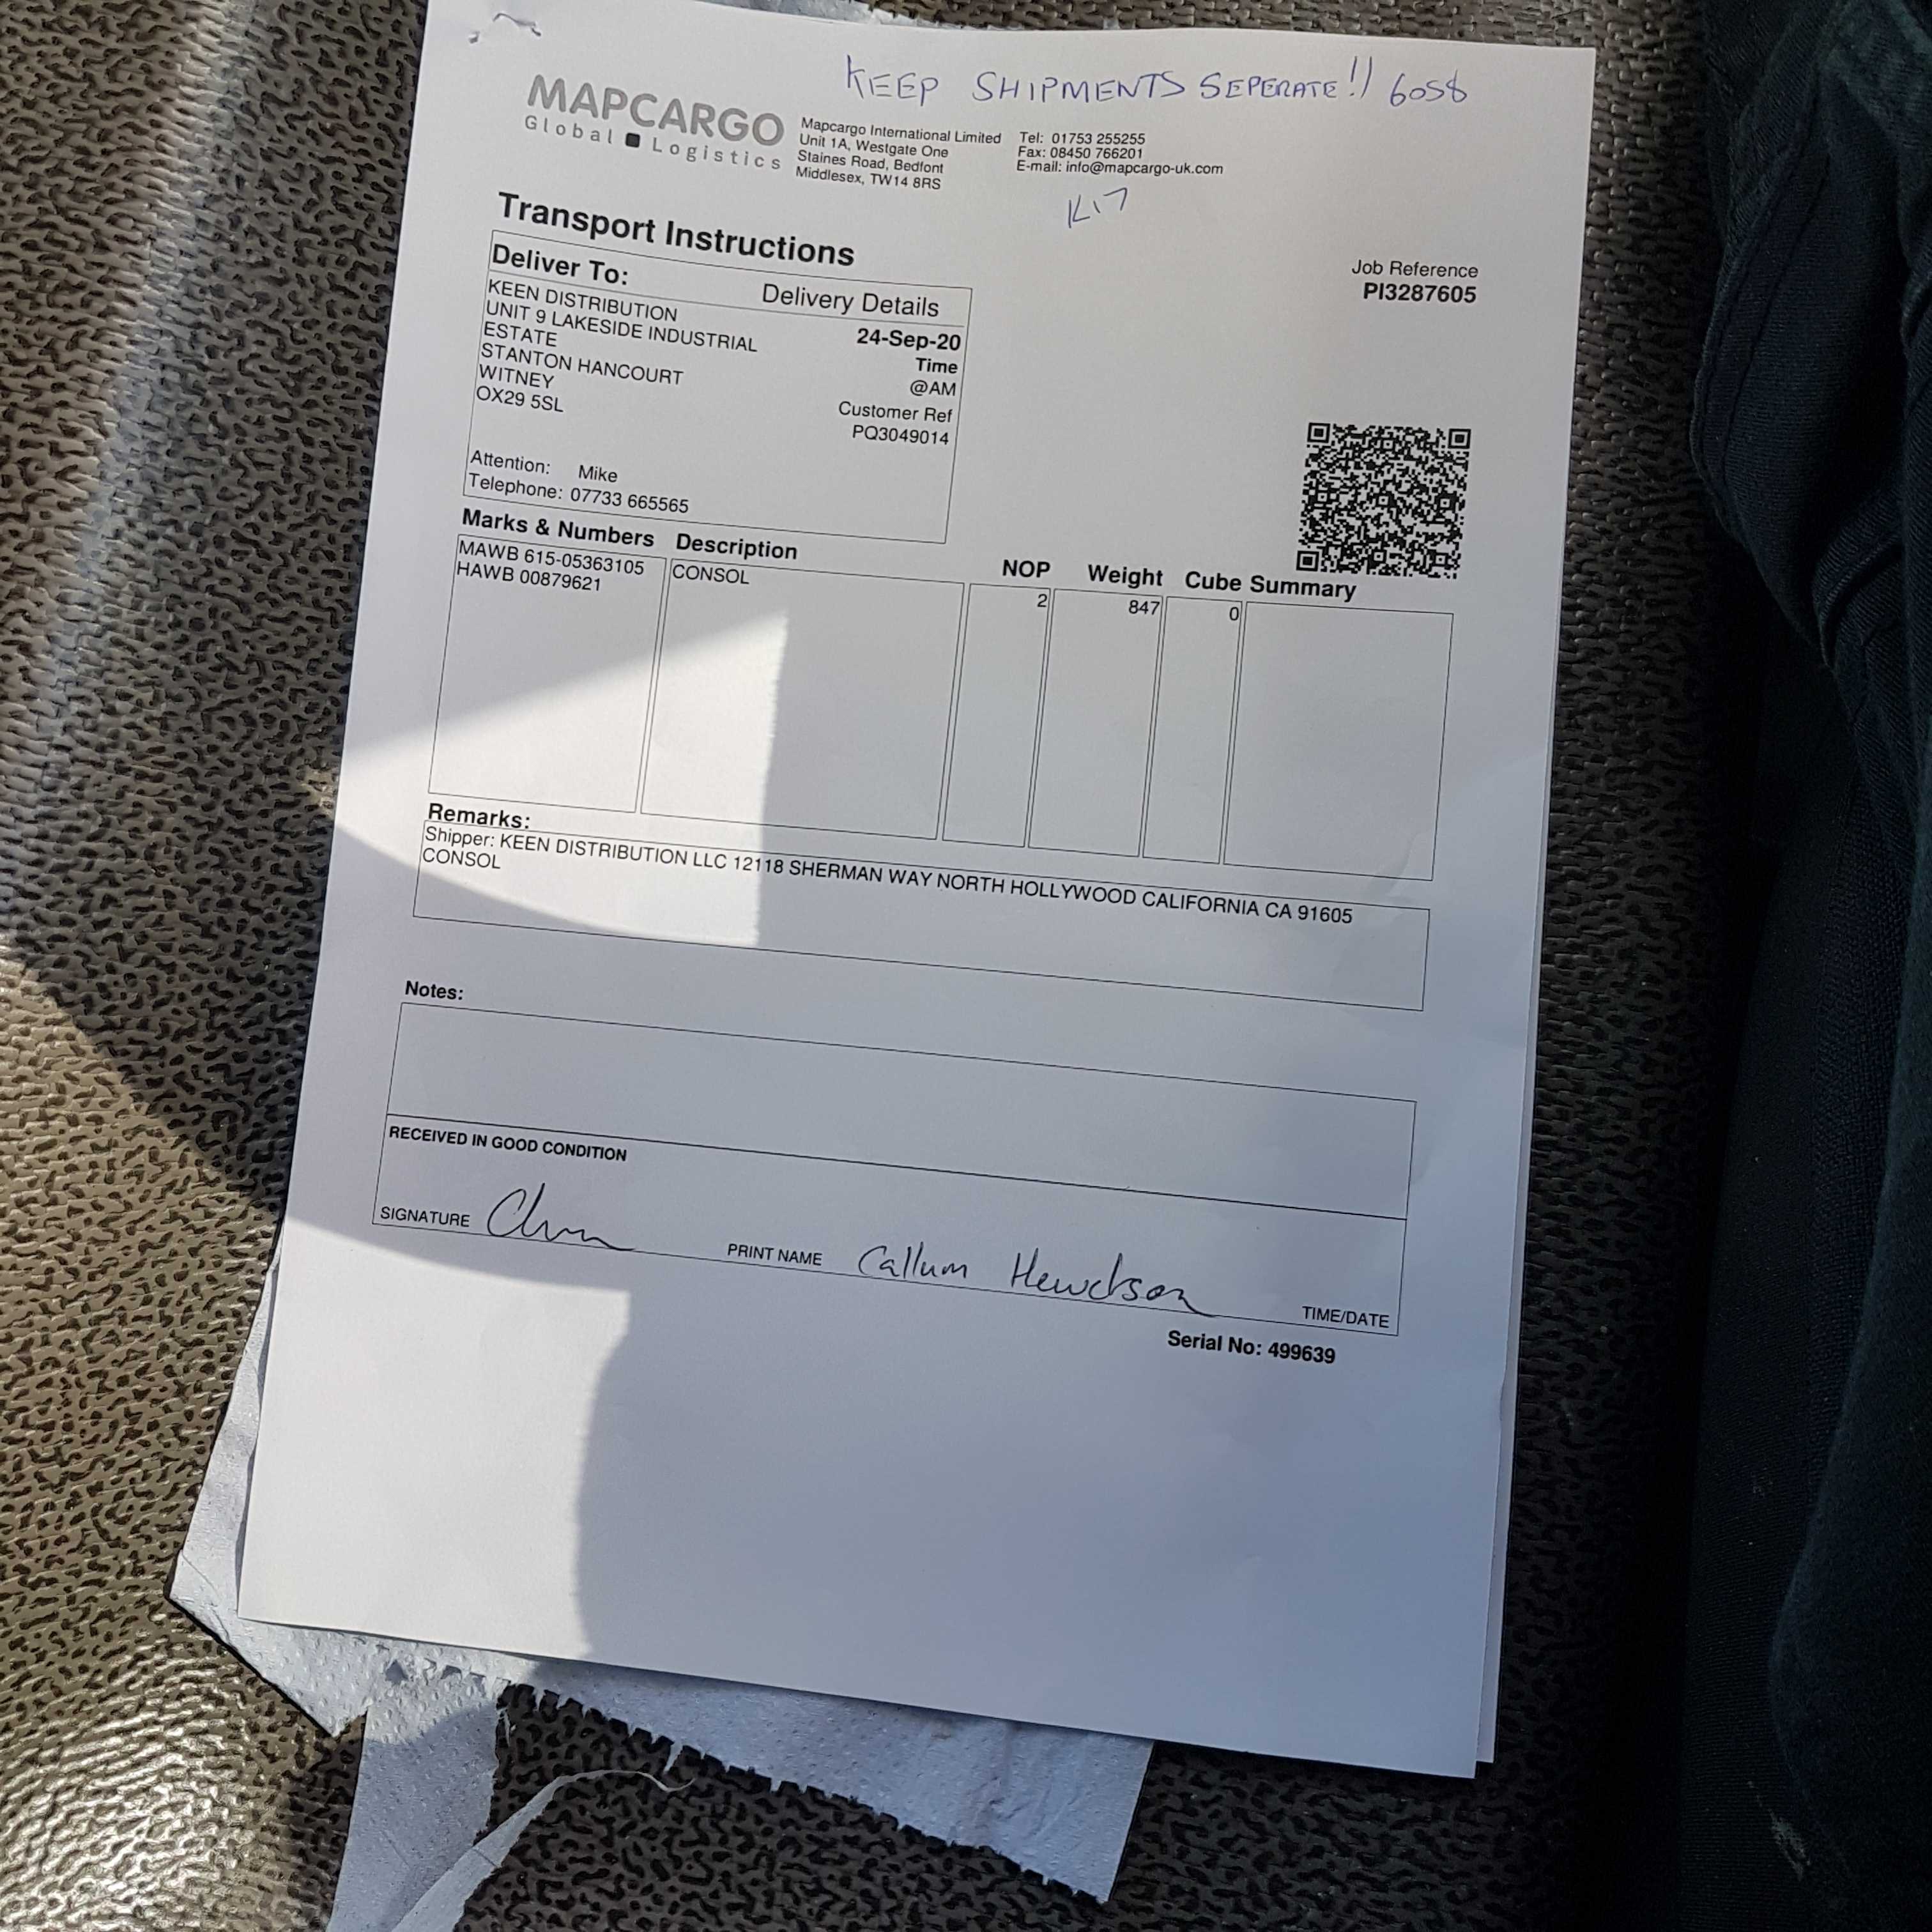 KEEP SHIPMENTS SEPERATE!! 6058
MAPCARGO
Global Logistics
Mapcargo International Limited
Unit 1A, Westgate One
Staines Road, Bedfont
Middlesex, TW14 8RS
Tel: 01753 255255
Fax: 08450 766201
E-mail: info@mapcargo-uk.com
K17
Transport Instructions
Job Reference
PI3287605
Deliver To:
KEEN DISTRIBUTION
UNIT 9 LAKESIDE INDUSTRIAL
ESTATE
STANTON HANCOURT
WITNEY
OX29 5SL
Delivery Details
24-Sep-20
Time
@AM
Customer Ref
PQ3049014
Attention: Mike
Telephone: 07733 665565
Marks & Numbers Description NOP Weight Cube Summary
MAWB 615-05363105 CONSOL 2 847 0
HAWB 00879621
Remarks:
Shipper: KEEN DISTRIBUTION LLC 12118 SHERMAN WAY NORTH HOLLYWOOD CALIFORNIA CA 91605
CONSOL
Notes:
RECEIVED IN GOOD CONDITION
SIGNATURE
PRINT NAME Callum Hewitson
TIME/DATE
Serial No: 499639